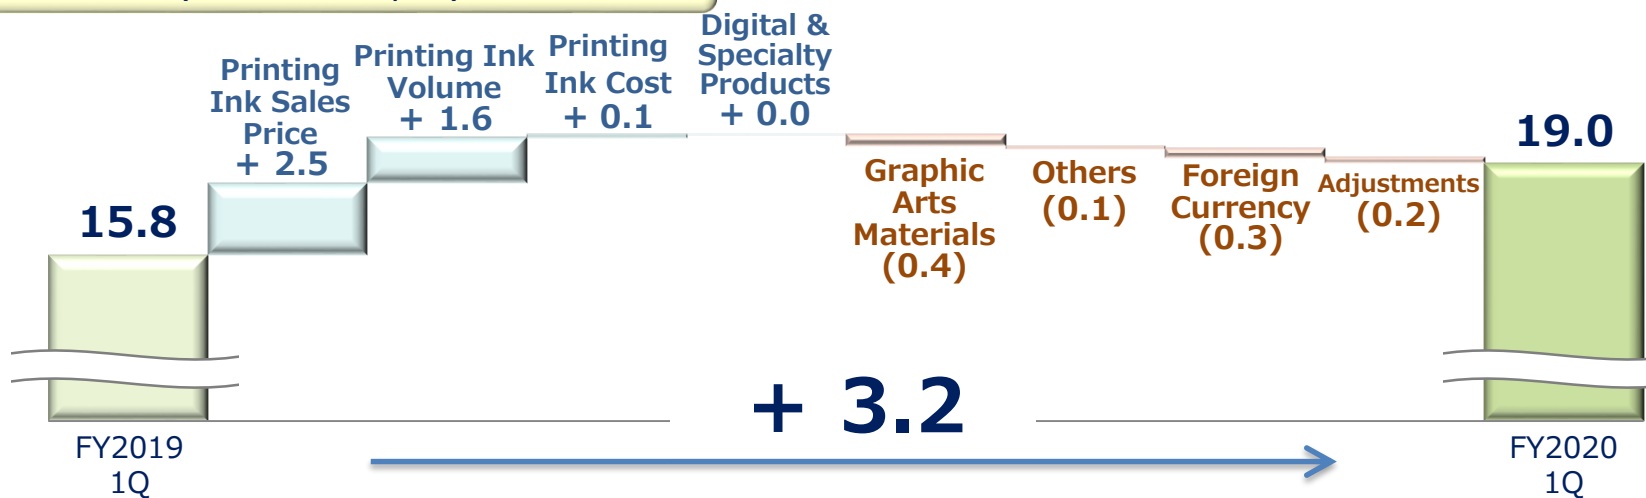 Printing
Ink Sales
Price
+ 2.5
Printing Ink
Volume
+ 1.6
Printing
Ink Cost
+ 0.1
Digital &
Specialty
Products
+ 0.0
15.8
19.0
Graphic
Arts
Materials
(0.4)
Others
(0.1)
Foreign
Currency
(0.3)
Adjustments
(0.2)
+ 3.2
FY2019
1Q
FY2020
1Q